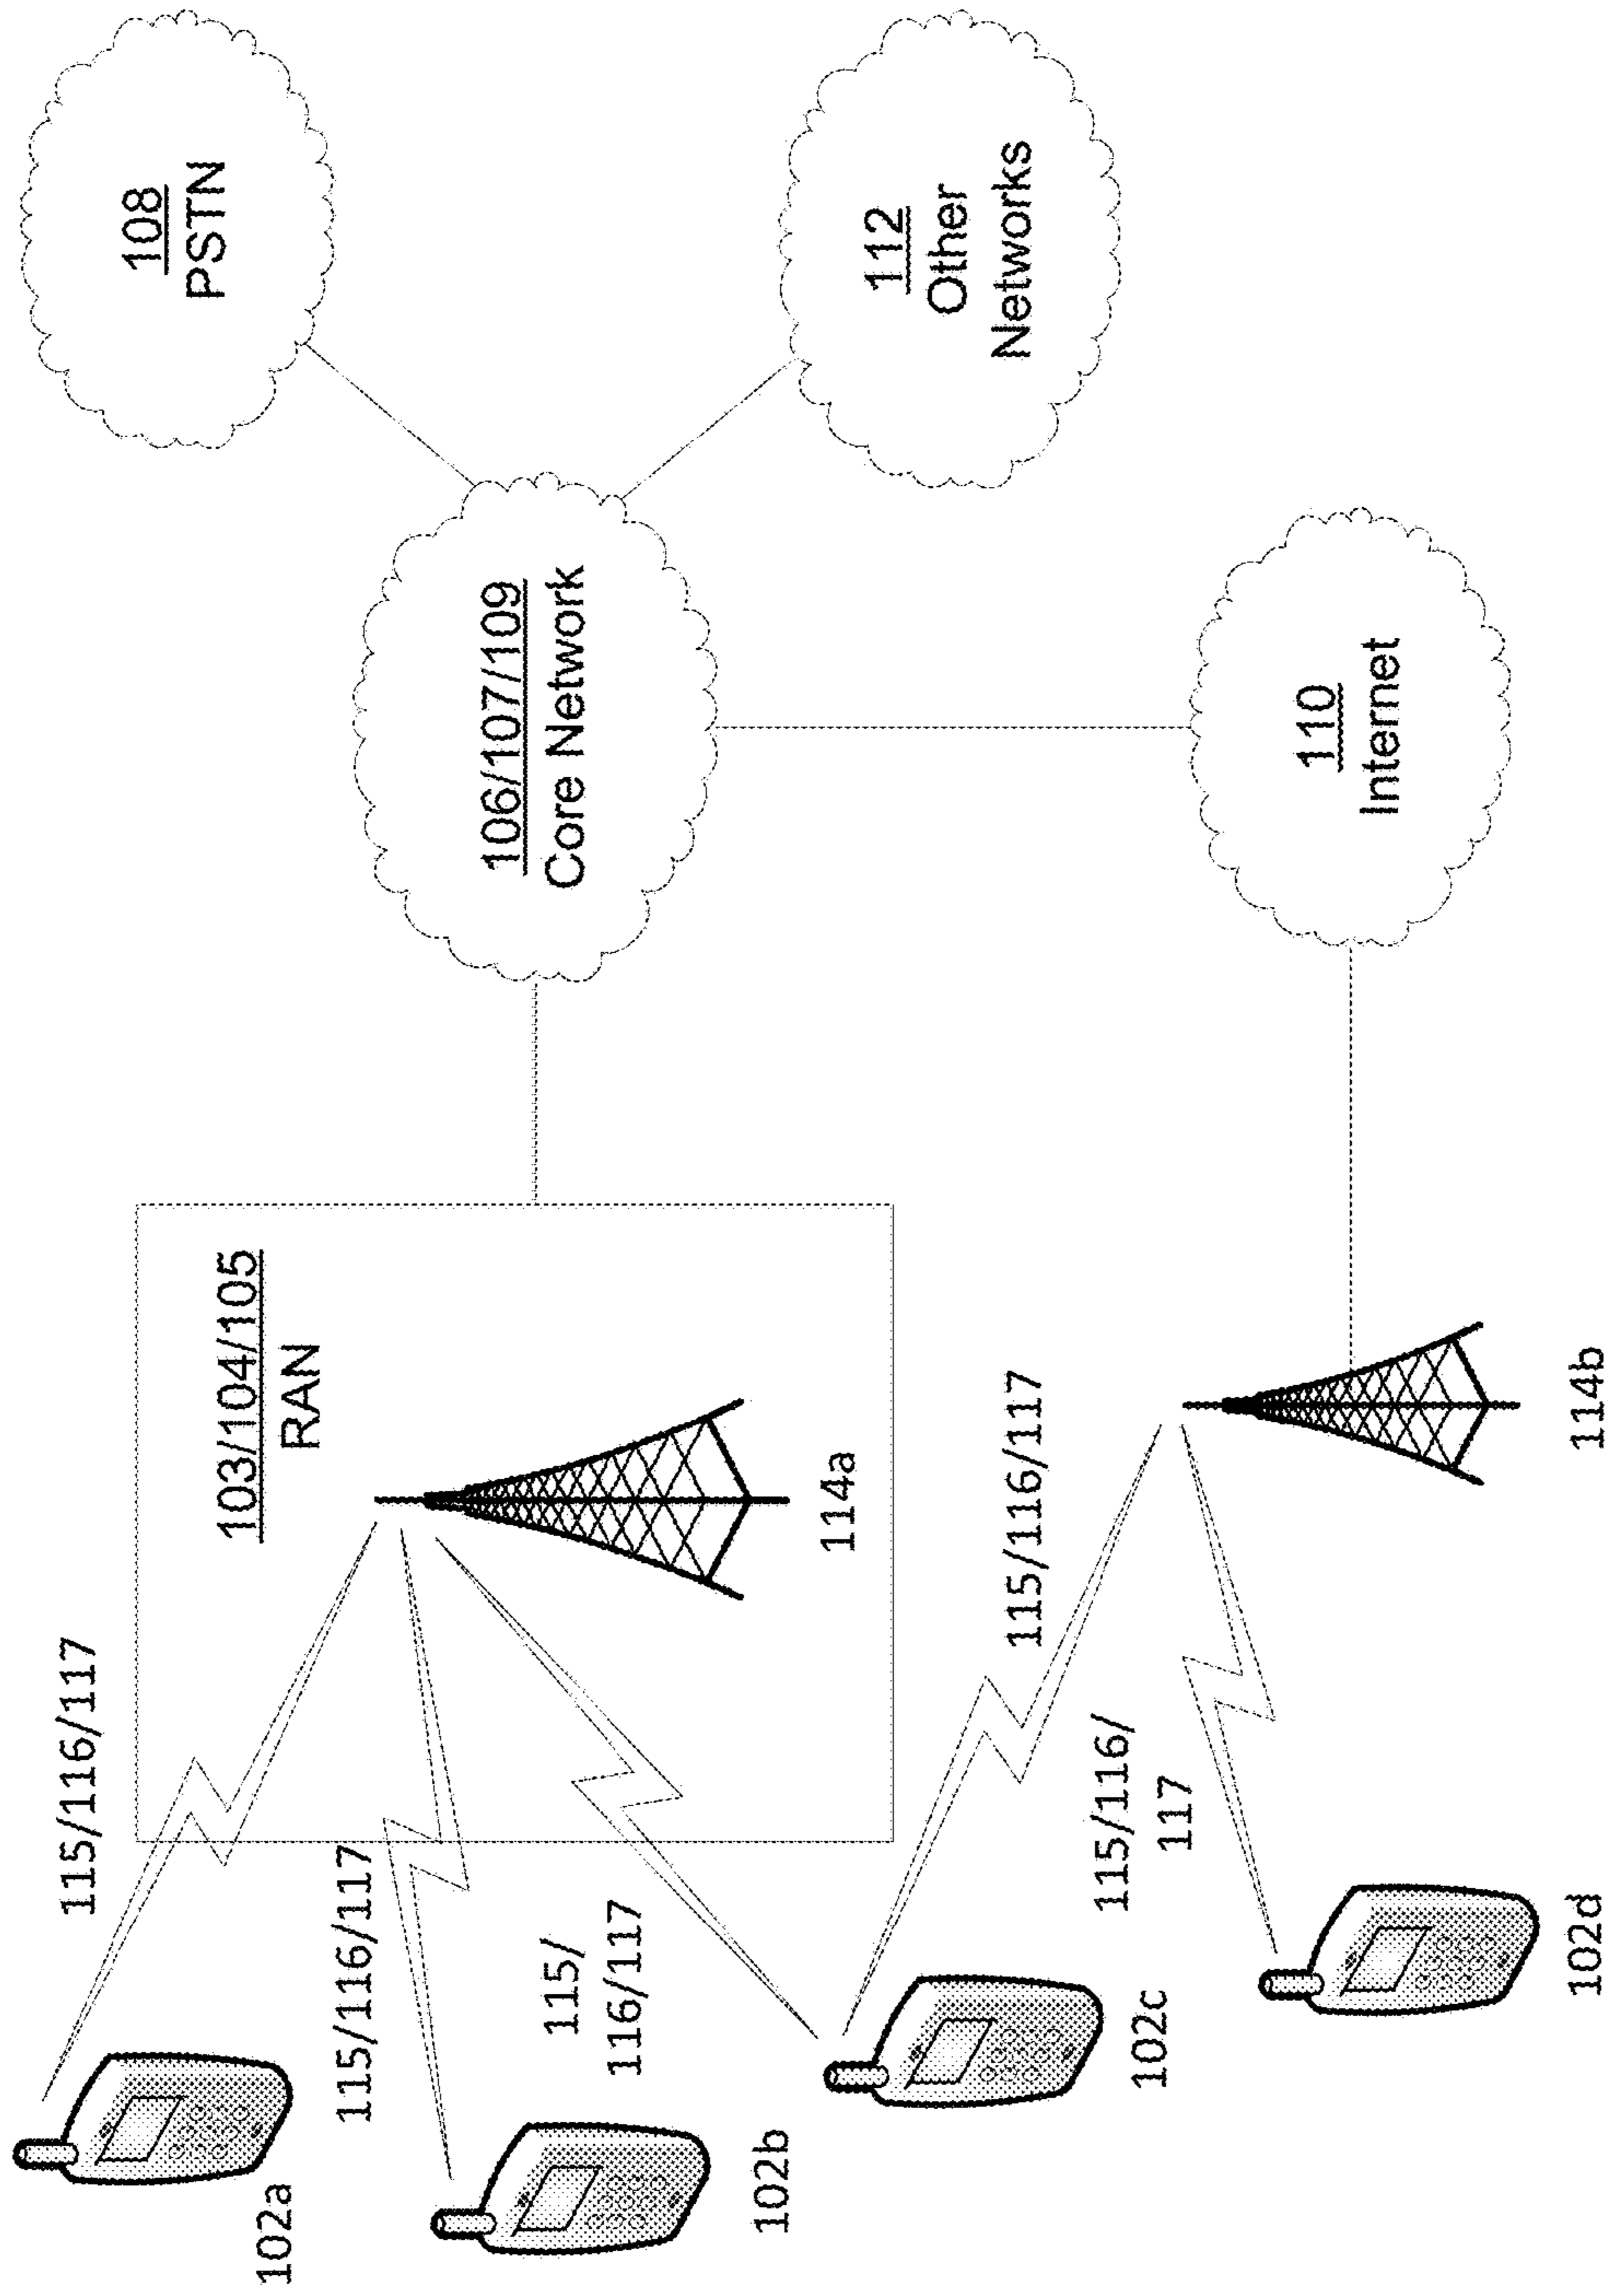 102a
115/116/117
103/104/105
RAN
108
PSTN
115/116/117
102b
115/
116/117
114a
106/107/109
Core Network
112
Other
Networks
102c
115/116/117
115/116/
117
102d
114b
110
Internet